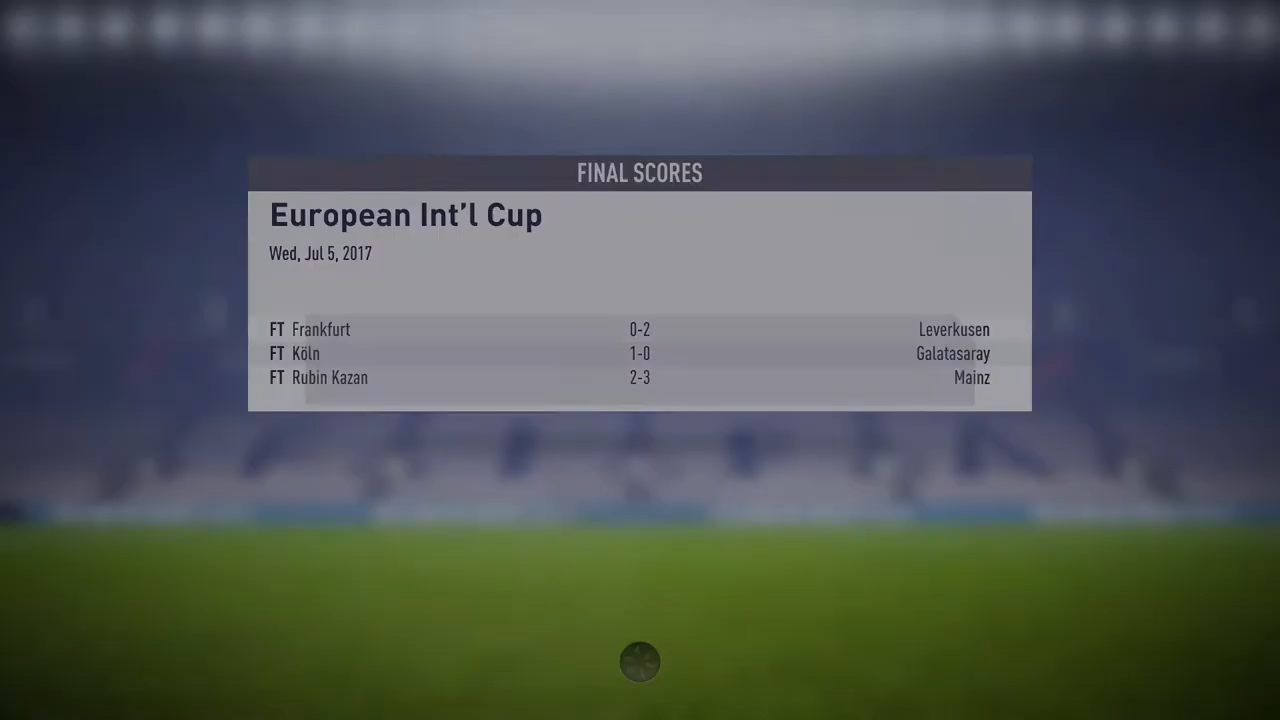 FINAL SCORES
European Int'l Cup
Wed, Jul 5, 2017
FT Frankfurt 0-2 Leverkusen
FT Köln 1-0 Galatasaray
FT Rubin Kazan 2-3 Mainz